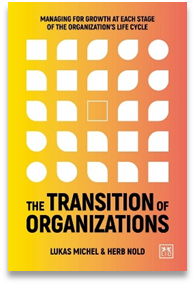 MANAGING FOR GROWTH AT EACH STAGE
OF THE ORGANIZATION'S LIFE CYCLE
THE TRANSITION OF
ORGANIZATIONS
LUKAS MICHEL & HERB NOLD